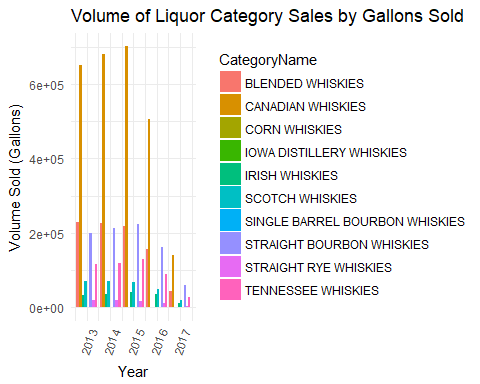 Volume of Liquor Category Sales by Gallons Sold
Volume Sold (Gallons)
6e+05
4e+05
2e+05
0e+00
2013
2014
2015
2016
2017
Year
CategoryName
BLENDED WHISKIES
CANADIAN WHISKIES
CORN WHISKIES
IOWA DISTILLERY WHISKIES
IRISH WHISKIES
SCOTCH WHISKIES
SINGLE BARREL BOURBON WHISKIES
STRAIGHT BOURBON WHISKIES
STRAIGHT RYE WHISKIES
TENNESSEE WHISKIES